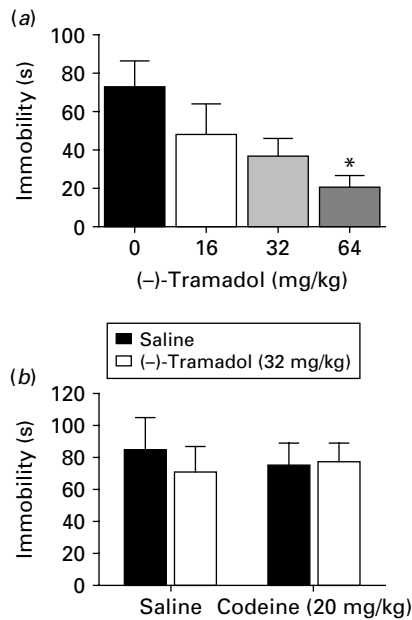 (a)
100
80
60
40
20
0
Immobility (s)
*
0 16 32 64
(–)-Tramadol (mg/kg)
Saline
(–)-Tramadol (32 mg/kg)
(b)
120
100
80
60
40
20
0
Immobility (s)
Saline Codeine (20 mg/kg)